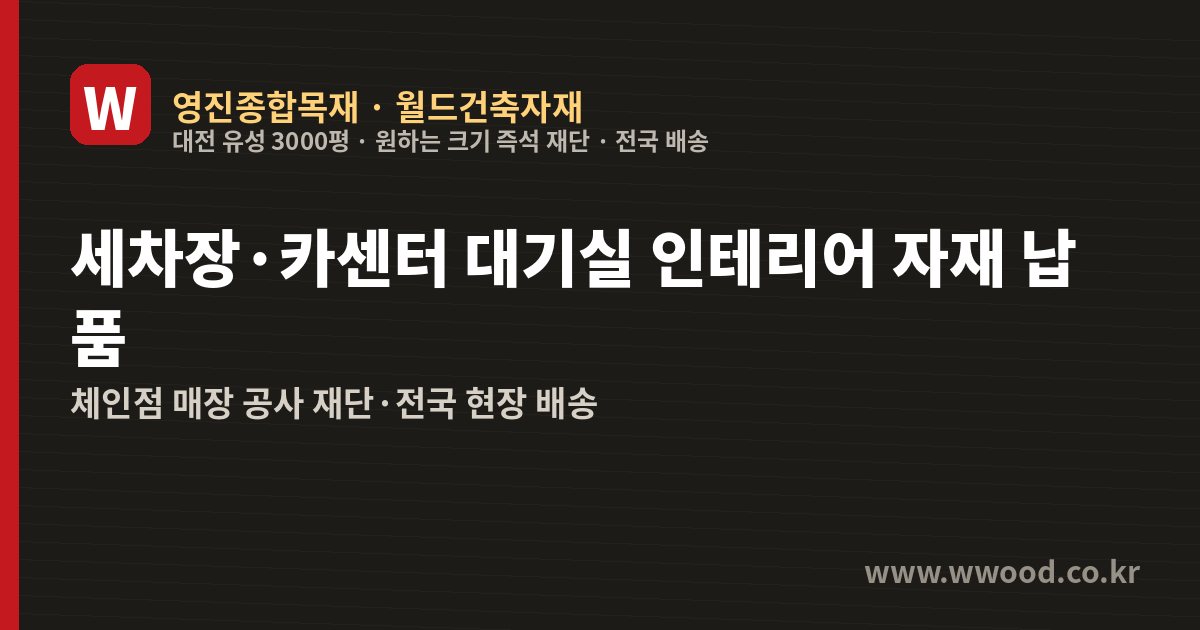 W
영진종합목재 · 월드건축자재
대전 유성 3000평 · 원하는 크기 즉석 재단 · 전국 배송
세차장·카센터 대기실 인테리어 자재 납
품
체인점 매장 공사 재단·전국 현장 배송
www.wwood.co.kr